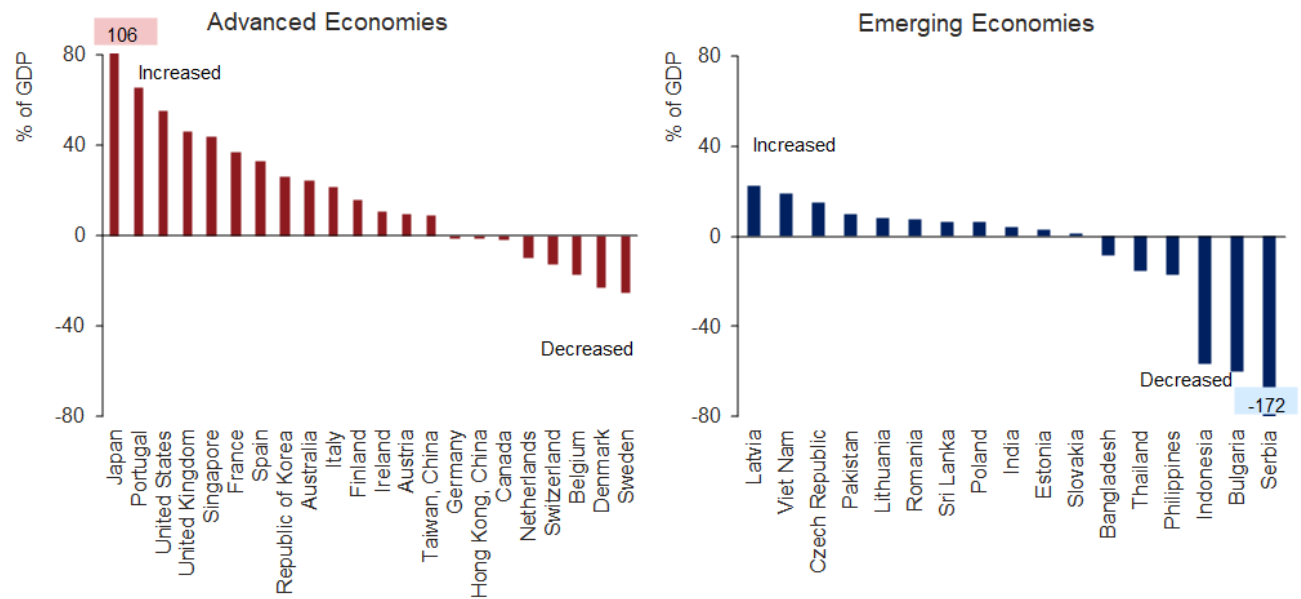 Advanced Economies
106
80
Increased
40
0
-40
Decreased
-80
% of GDP
Japan
Portugal
United States
United Kingdom
Singapore
France
Spain
Republic of Korea
Australia
Italy
Finland
Ireland
Austria
Taiwan, China
Germany
Hong Kong, China
Canada
Netherlands
Switzerland
Belgium
Denmark
Sweden
Emerging Economies
80
Increased
40
0
-40
Decreased
-172
-80
% of GDP
Latvia
Viet Nam
Czech Republic
Pakistan
Lithuania
Romania
Sri Lanka
Poland
India
Estonia
Slovakia
Bangladesh
Thailand
Philippines
Indonesia
Bulgaria
Serbia